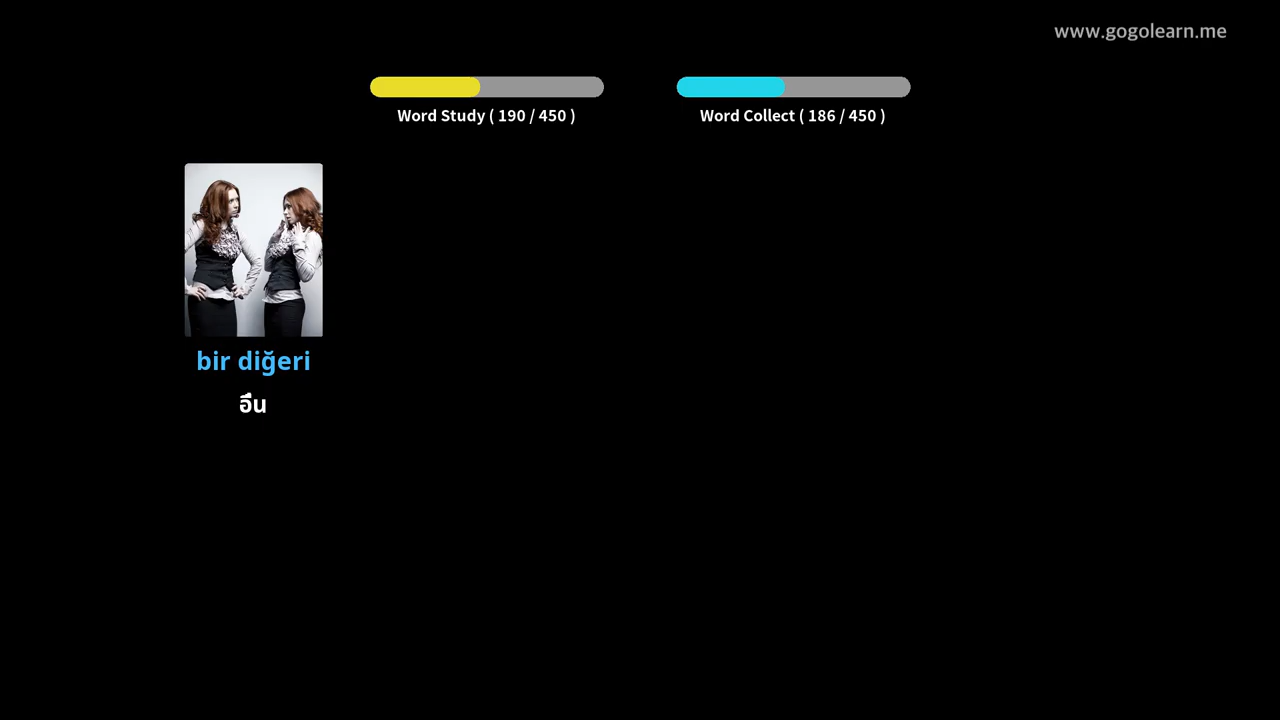 www.gogolearn.me
Word Study ( 190 / 450 )
Word Collect ( 186 / 450 )
bir diğeri
อื่น